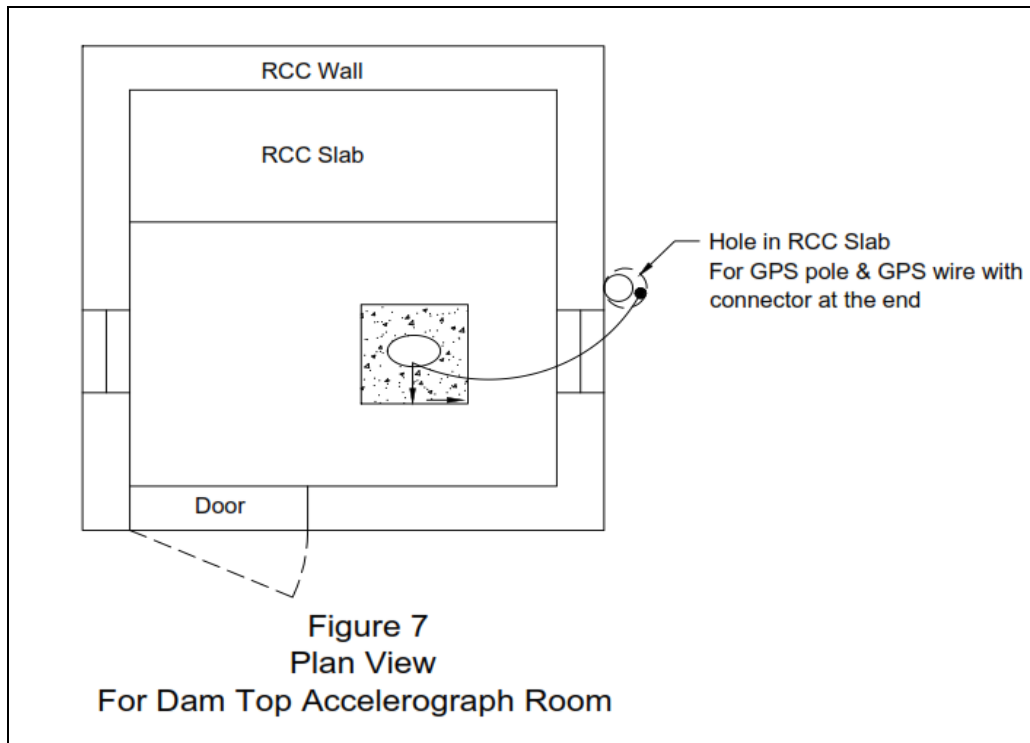 RCC Wall
RCC Slab
Hole in RCC Slab
For GPS pole & GPS wire with
connector at the end
Door
Figure 7
Plan View
For Dam Top Accelerograph Room